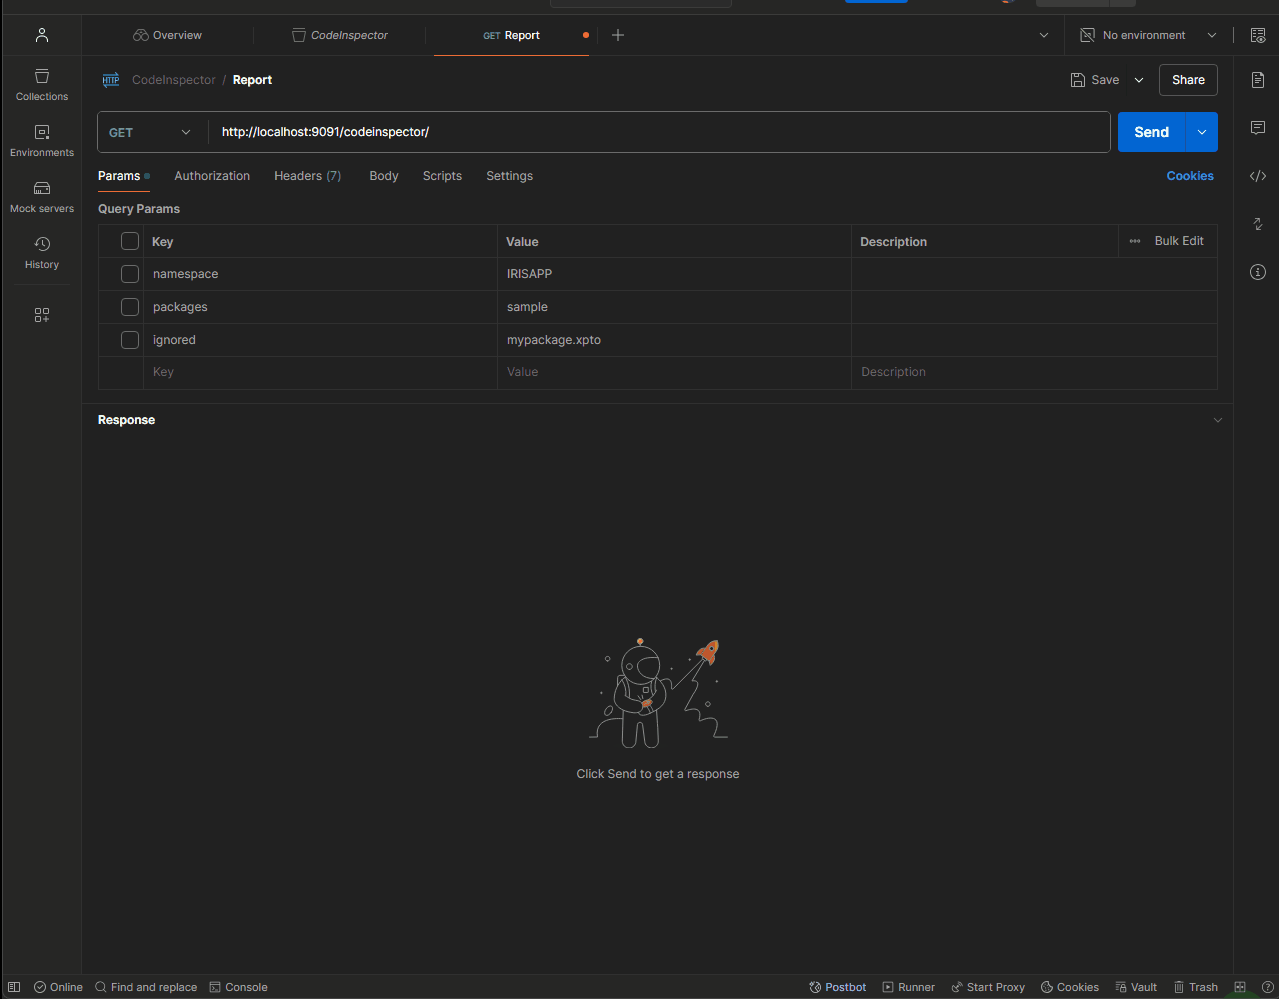 Overview
CodeInspector
GET Report
No environment
HTTP CodeInspector / Report
Save
Share
Collections
Environments
Mock servers
History
GET http://localhost:9091/codeinspector/
Send
Params Authorization Headers (7) Body Scripts Settings
Cookies
Query Params
Key Value Description Bulk Edit
namespace IRISAPP
packages sample
ignored mypackage.xpto
Key Value Description
Response
Click Send to get a response
Online Find and replace Console Postbot Runner Start Proxy Cookies Vault Trash